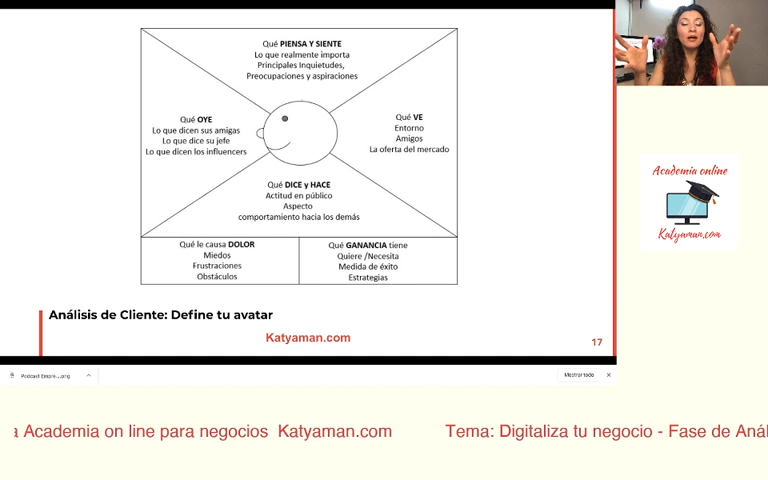 Qué PIENSA Y SIENTE
Lo que realmente importa
Principales Inquietudes,
Preocupaciones y aspiraciones
Qué OYE
Lo que dicen sus amigas
Lo que dice su jefe
Lo que dicen los influencers
Qué VE
Entorno
Amigos
La oferta del mercado
Qué DICE y HACE
Actitud en público
Aspecto
comportamiento hacia los demás
Qué le causa DOLOR
Miedos
Frustraciones
Obstáculos
Qué GANANCIA tiene
Quiere /Necesita
Medida de éxito
Estrategias
Análisis de Cliente: Define tu avatar
Katyaman.com
17
Academia online
Katyaman.com
Podcast Empre....png
Mostrar todo
a Academia on line para negocios Katyaman.com
Tema: Digitaliza tu negocio - Fase de Anál